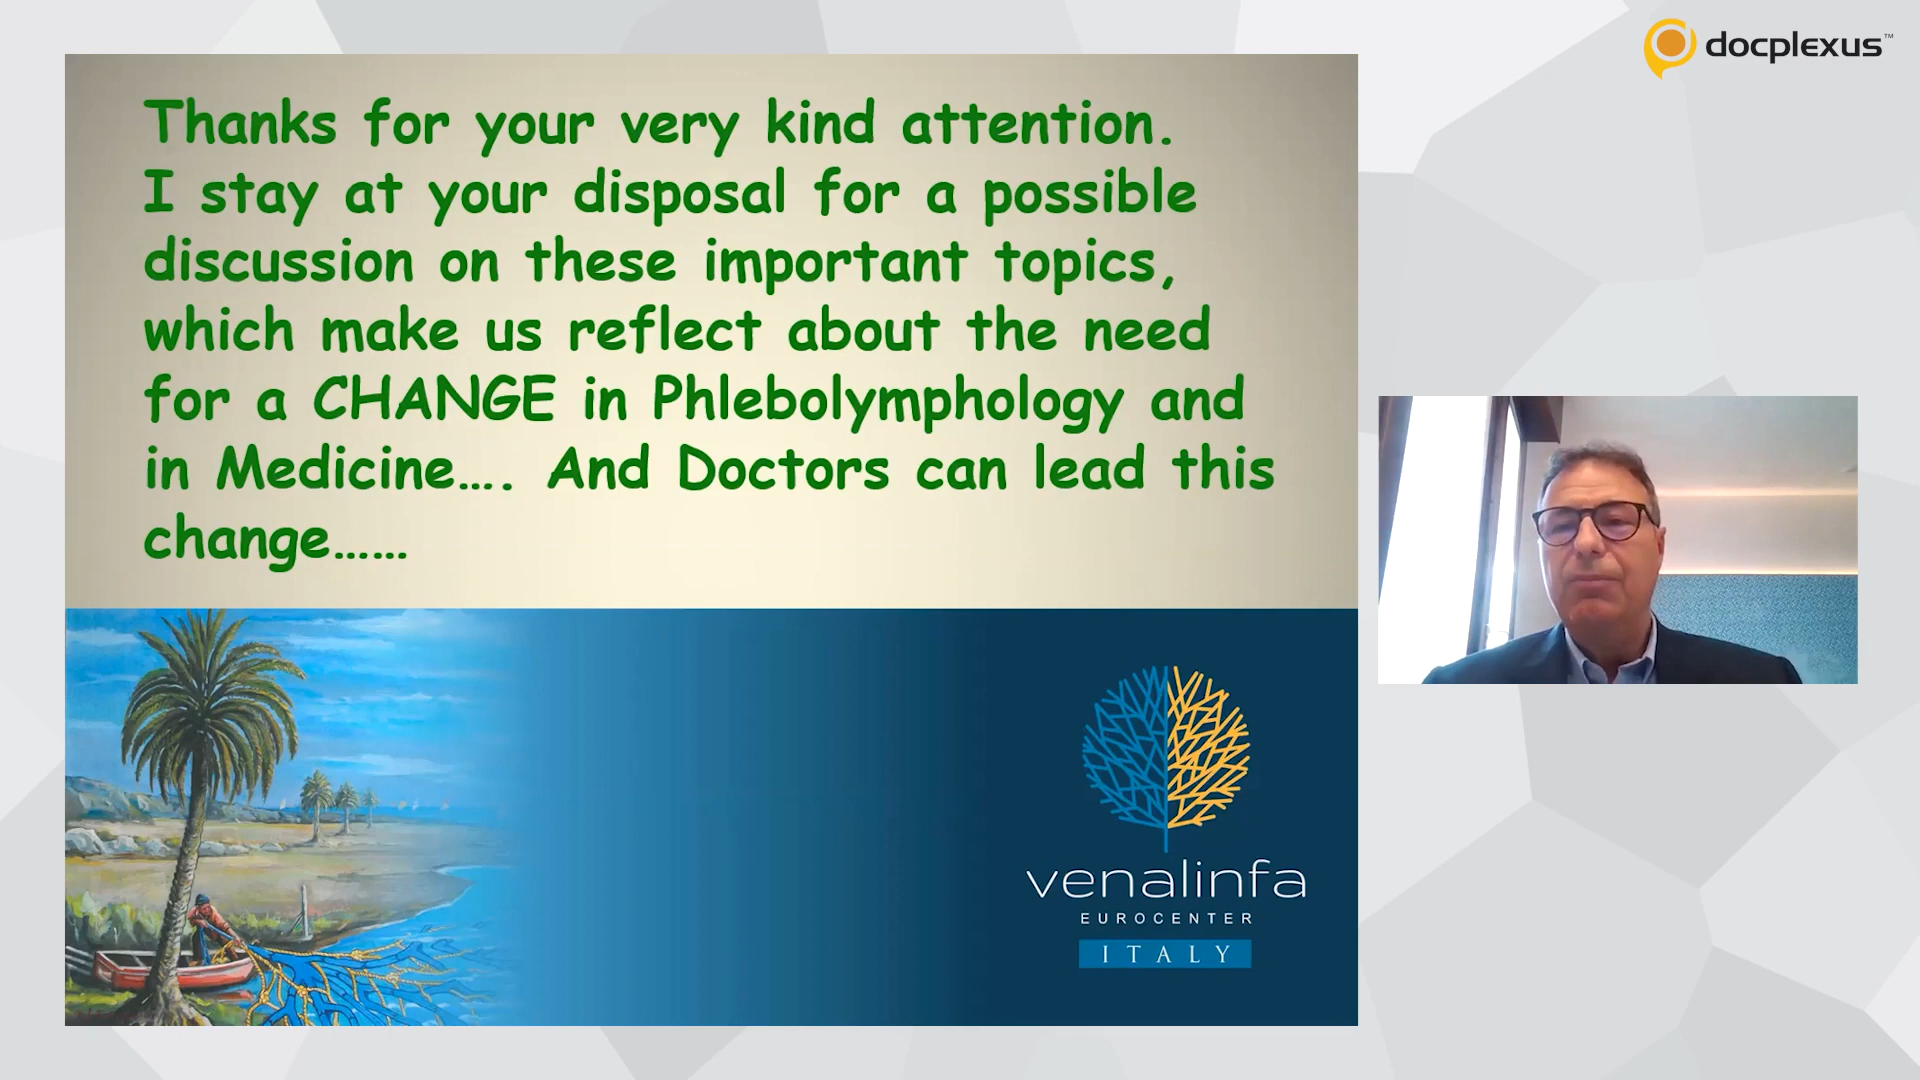 docplexus™
Thanks for your very kind attention.
I stay at your disposal for a possible
discussion on these important topics,
which make us reflect about the need
for a CHANGE in Phlebolymphology and
in Medicine.... And Doctors can lead this
change......
venalinfa
EUROCENTER
ITALY